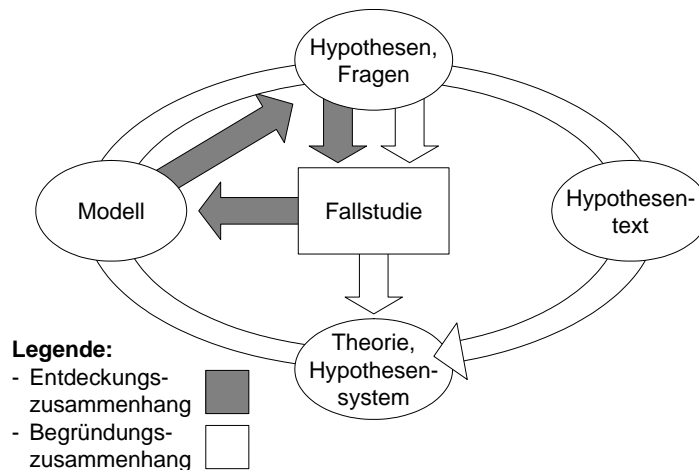 Hypothesen,
Fragen
Modell
Fallstudie
Hypothesen-
text
Theorie,
Hypothesen-
system
Legende:
- Entdeckungs-
zusammenhang
- Begründungs-
zusammenhang